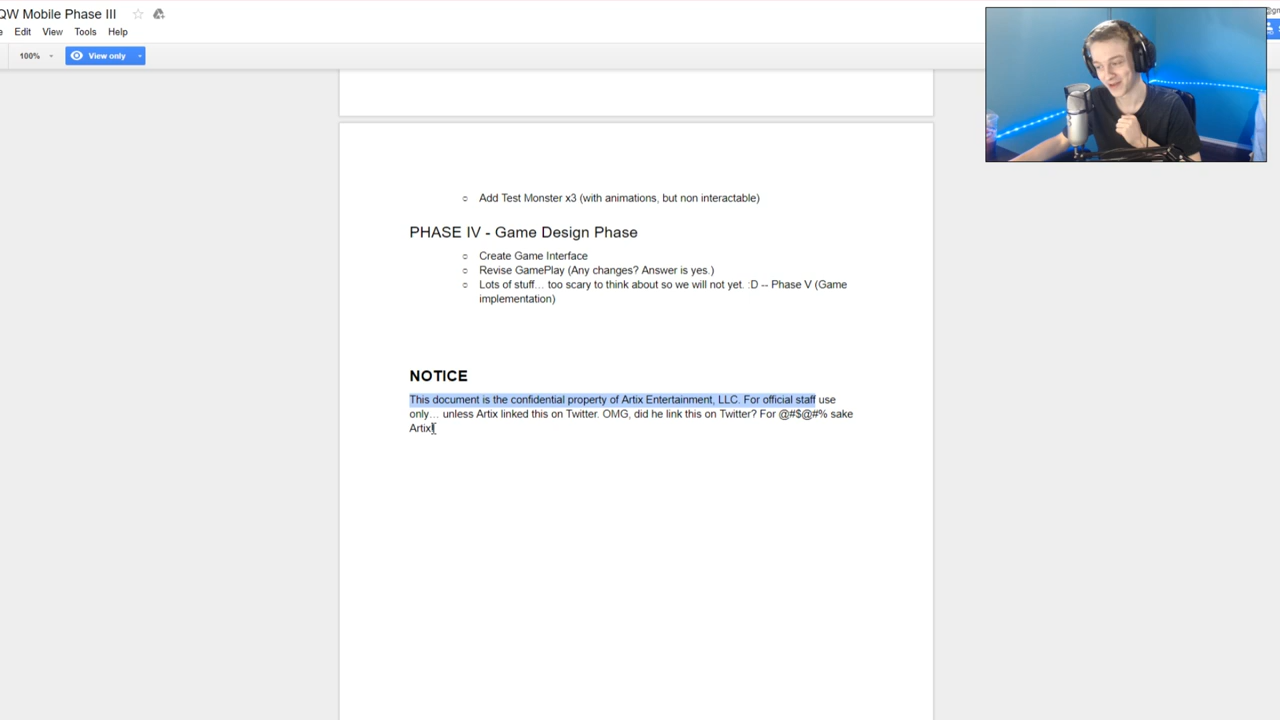 QW Mobile Phase III
Edit View Tools Help
100% View only
Add Test Monster x3 (with animations, but non interactable)
PHASE IV - Game Design Phase
Create Game Interface
Revise GamePlay (Any changes? Answer is yes.)
Lots of stuff... too scary to think about so we will not yet. :D -- Phase V (Game
implementation)
NOTICE
This document is the confidential property of Artix Entertainment, LLC. For official staff use
only... unless Artix linked this on Twitter. OMG, did he link this on Twitter? For @#$@#% sake
Artix!